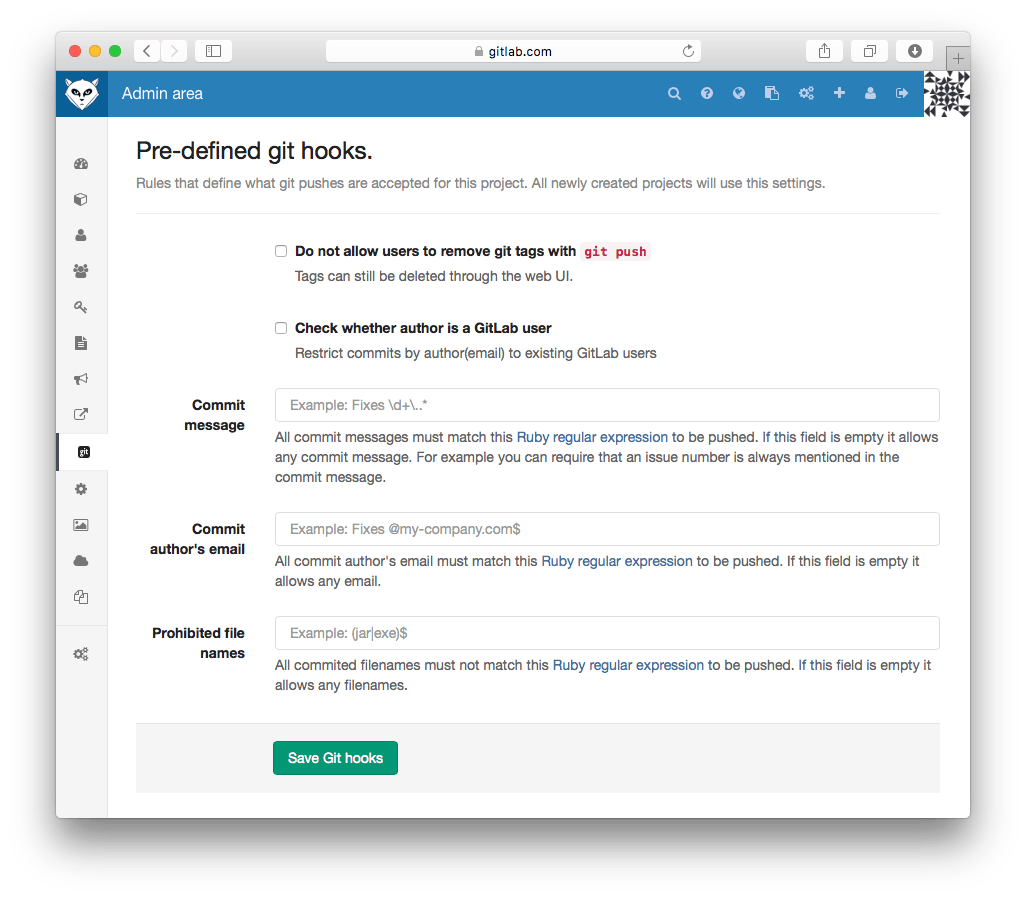 gitlab.com
Admin area
Pre-defined git hooks.
Rules that define what git pushes are accepted for this project. All newly created projects will use this settings.
Do not allow users to remove git tags with git push
Tags can still be deleted through the web UI.
Check whether author is a GitLab user
Restrict commits by author(email) to existing GitLab users
Commit
message
Example: Fixes \d+\..*
All commit messages must match this Ruby regular expression to be pushed. If this field is empty it allows
any commit message. For example you can require that an issue number is always mentioned in the
commit message.
git
Commit
author's email
Example: Fixes @my-company.com$
All commit author's email must match this Ruby regular expression to be pushed. If this field is empty it
allows any email.
Prohibited file
names
Example: (jar|exe)$
All commited filenames must not match this Ruby regular expression to be pushed. If this field is empty it
allows any filenames.
Save Git hooks